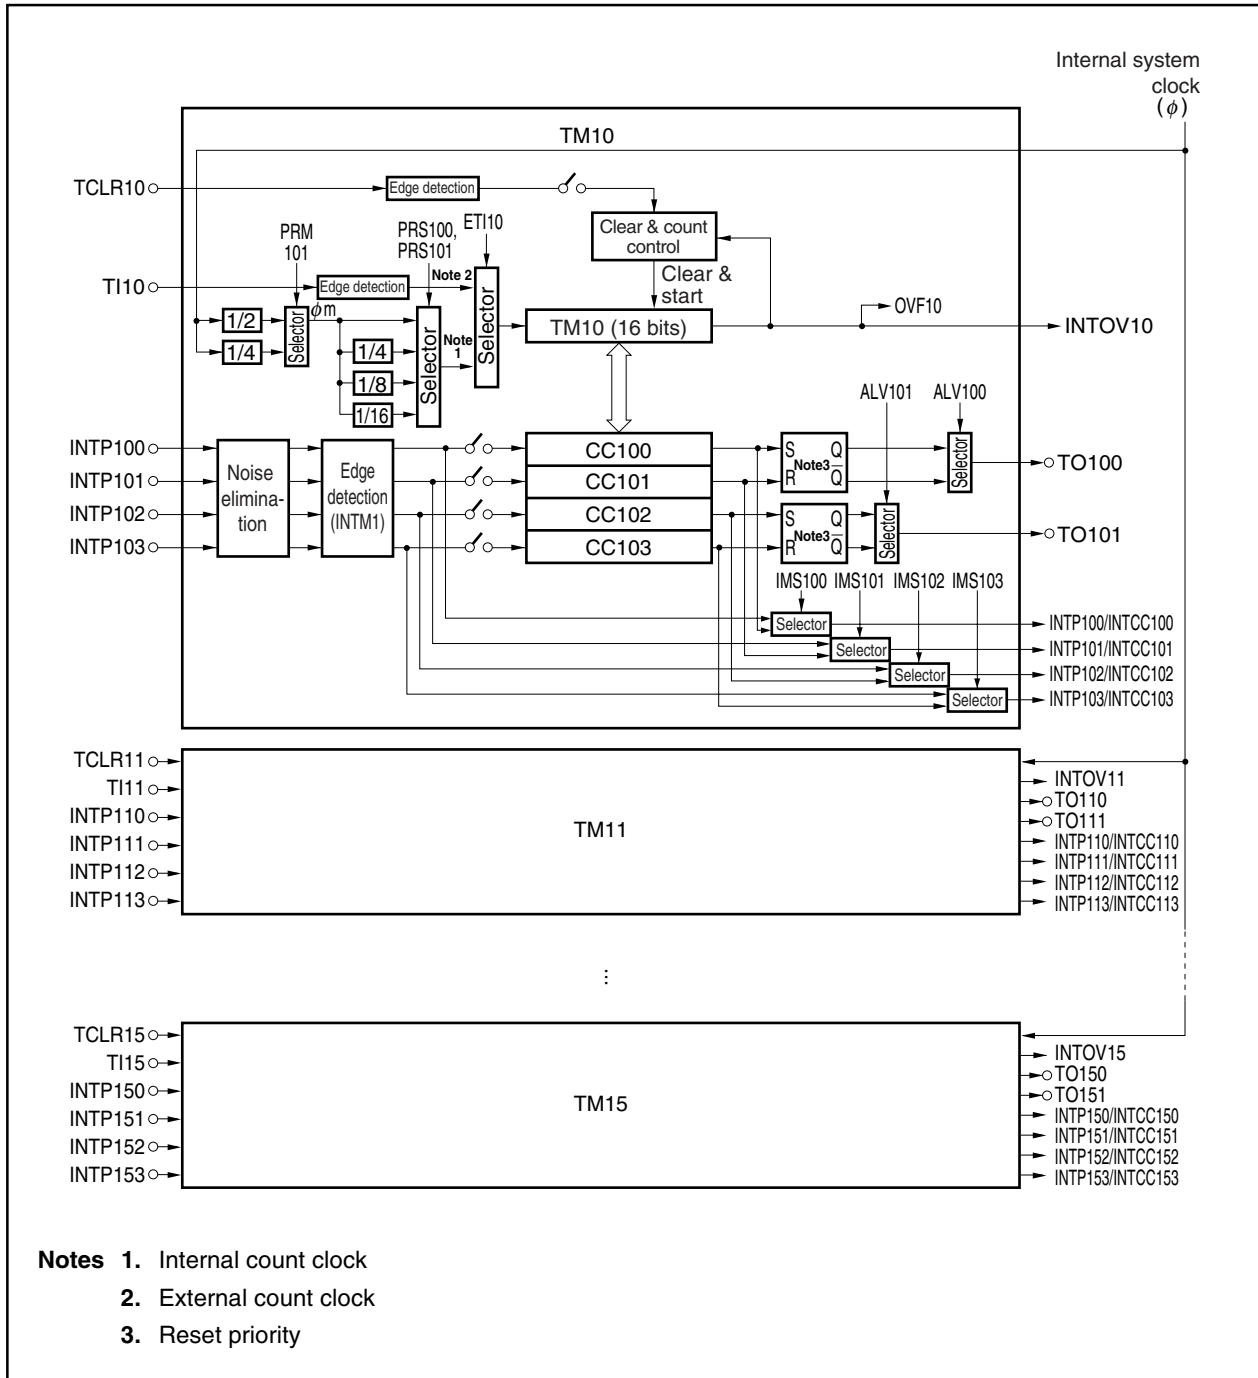 Internal system
clock
(ϕ)
TM10
TCLR10
Edge detection
PRM
101
PRS100,
PRS101
ETI10
Clear & count
control
TI10
Edge detection
Note 2
Clear &
start
OVF10
ϕm
1/2
1/4
Selector
1/4
1/8
1/16
Selector
Note
1
Selector
TM10 (16 bits)
INTOV10
ALV101
ALV100
INTP100
INTP101
INTP102
INTP103
Noise
elimina-
tion
Edge
detection
(INTM1)
CC100
CC101
CC102
CC103
S
Q
Note3
R
Q̅
Selector
TO100
S
Q
Note3
R
Q̅
Selector
TO101
IMS100
IMS101
IMS102
IMS103
Selector
INTP100/INTCC100
Selector
INTP101/INTCC101
Selector
INTP102/INTCC102
Selector
INTP103/INTCC103
TCLR11
TI11
INTP110
INTP111
INTP112
INTP113
TM11
INTOV11
TO110
TO111
INTP110/INTCC110
INTP111/INTCC111
INTP112/INTCC112
INTP113/INTCC113
...
TCLR15
TI15
INTP150
INTP151
INTP152
INTP153
TM15
INTOV15
TO150
TO151
INTP150/INTCC150
INTP151/INTCC151
INTP152/INTCC152
INTP153/INTCC153
Notes 1. Internal count clock
2. External count clock
3. Reset priority